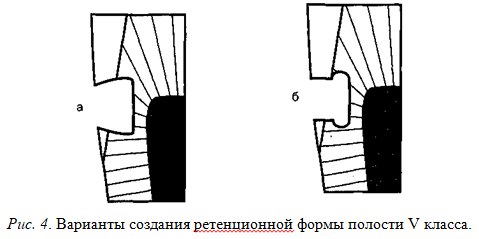 а
б
Рис. 4. Варианты создания ретенционной формы полости V класса.